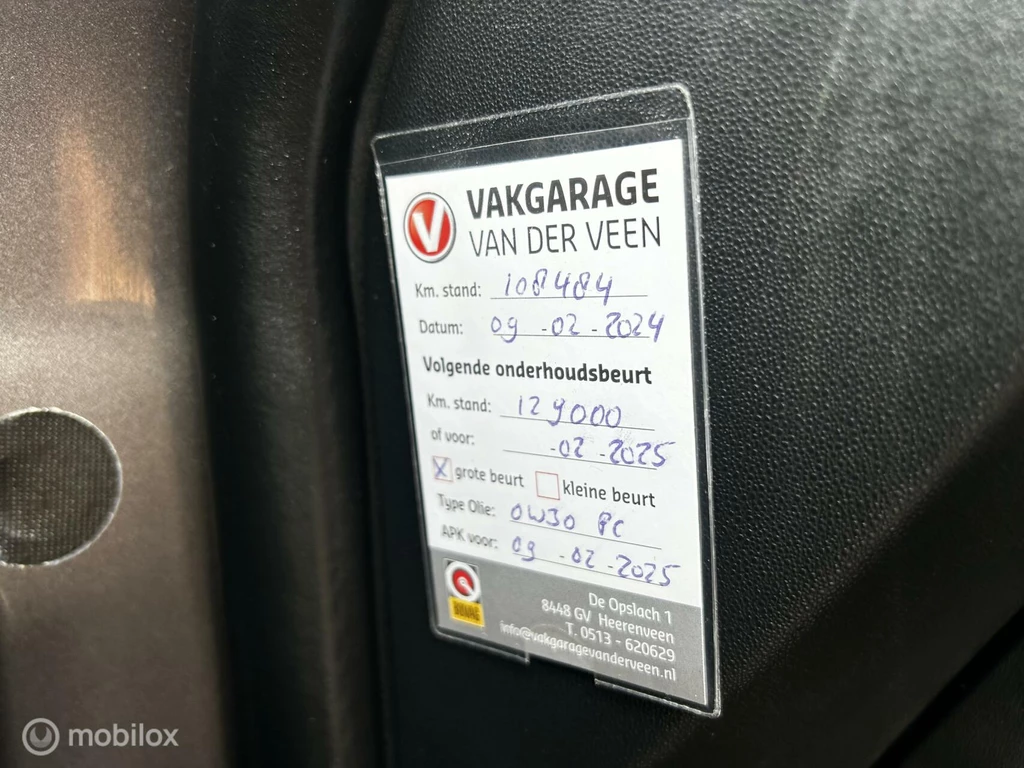 V VAKGARAGE
VAN DER VEEN
Km. stand: 108484
Datum: 09 -02 -2024
Volgende onderhoudsbeurt
Km. stand: 129000
of voor: -02 -2025
X grote beurt kleine beurt
Type Olie: 0W30 PC
APK voor: 09 -02 -2025
BOVAG
De Opslach 1
8448 GV Heerenveen
T. 0513 - 620629
info@vakgaragevanderveen.nl
mobilox